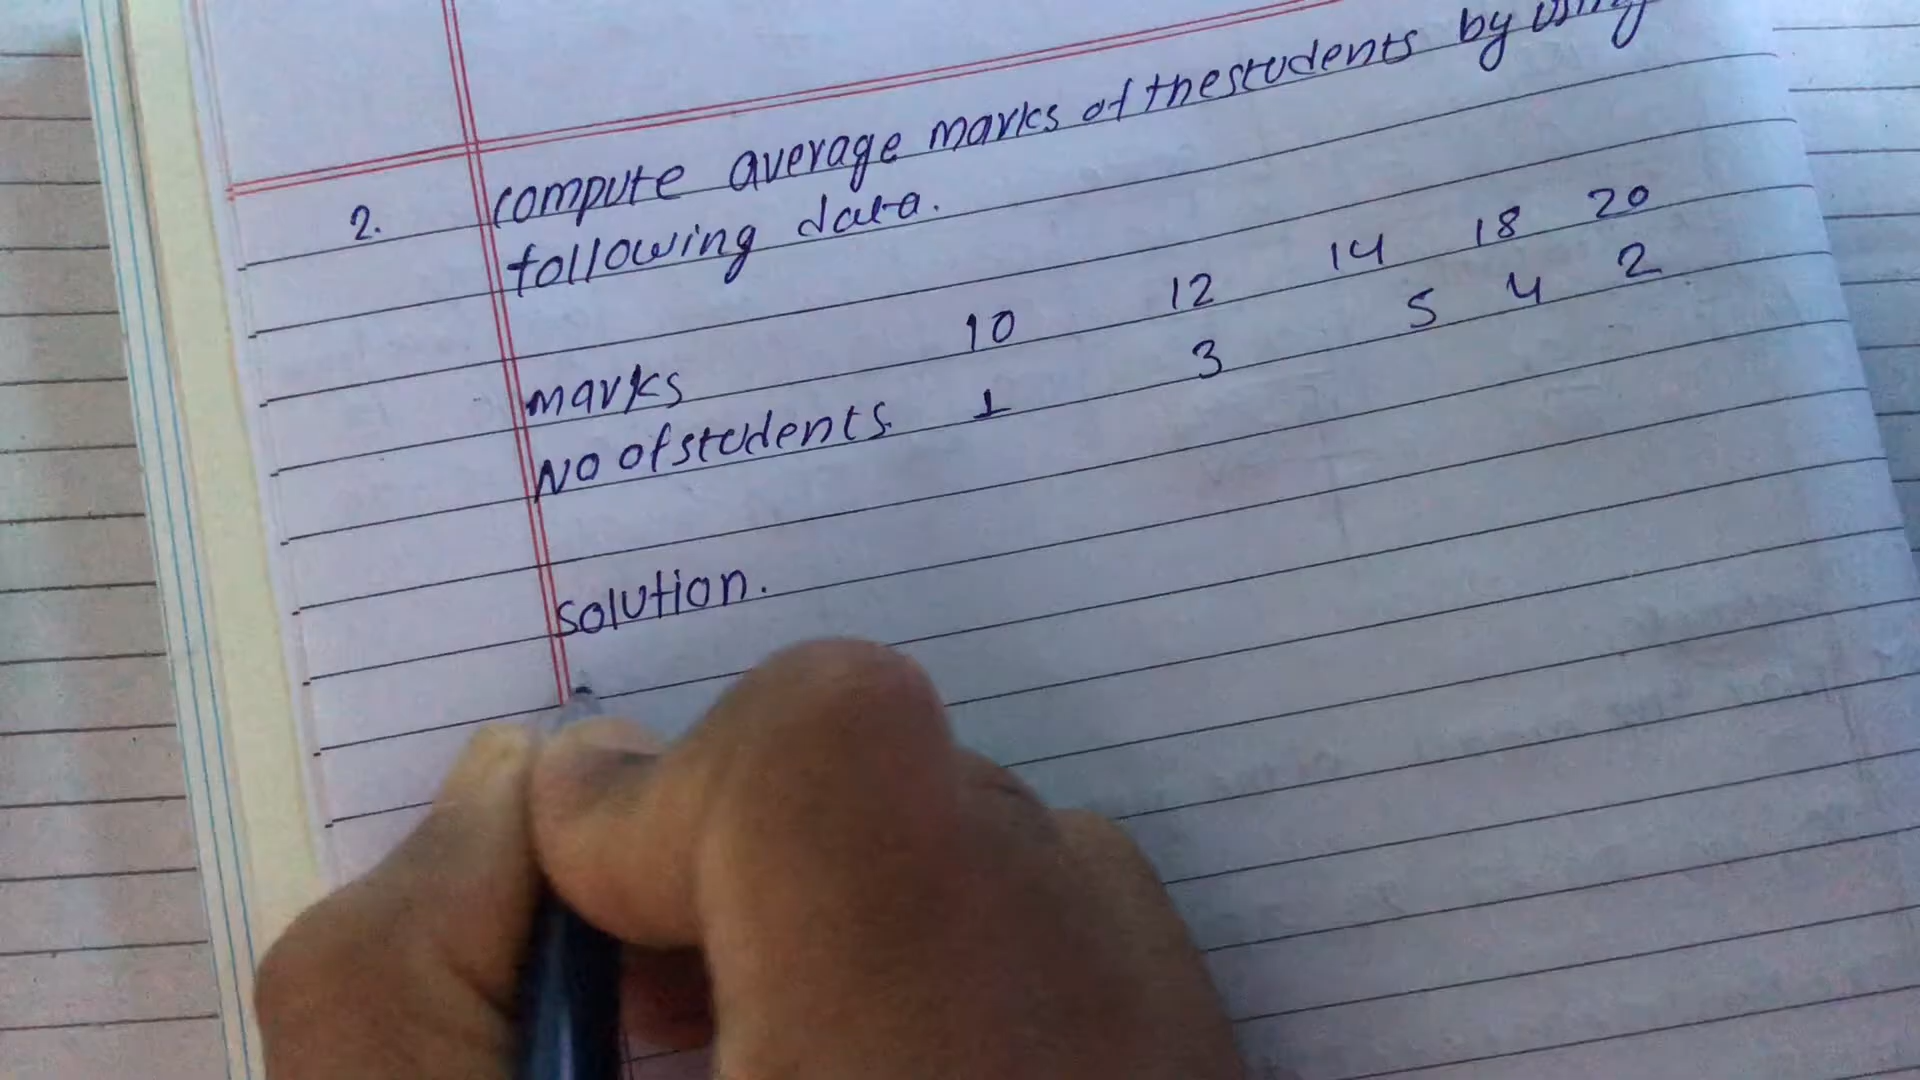 2. compute average marks of the students by using
following data.
marks 10 12 14 18 20
NO of students 1 3 5 4 2
solution.